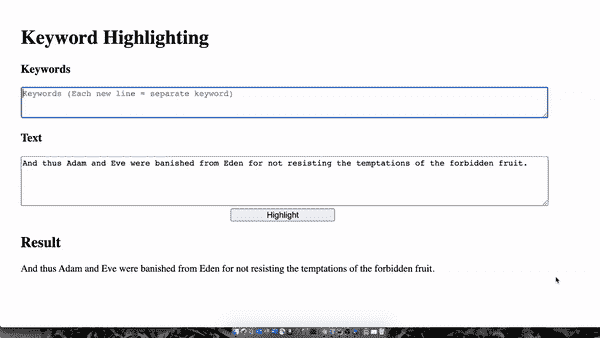 Keyword Highlighting
Keywords
Keywords (Each new line = separate keyword)
Text
And thus Adam and Eve were banished from Eden for not resisting the temptations of the forbidden fruit.
Highlight
Result
And thus Adam and Eve were banished from Eden for not resisting the temptations of the forbidden fruit.